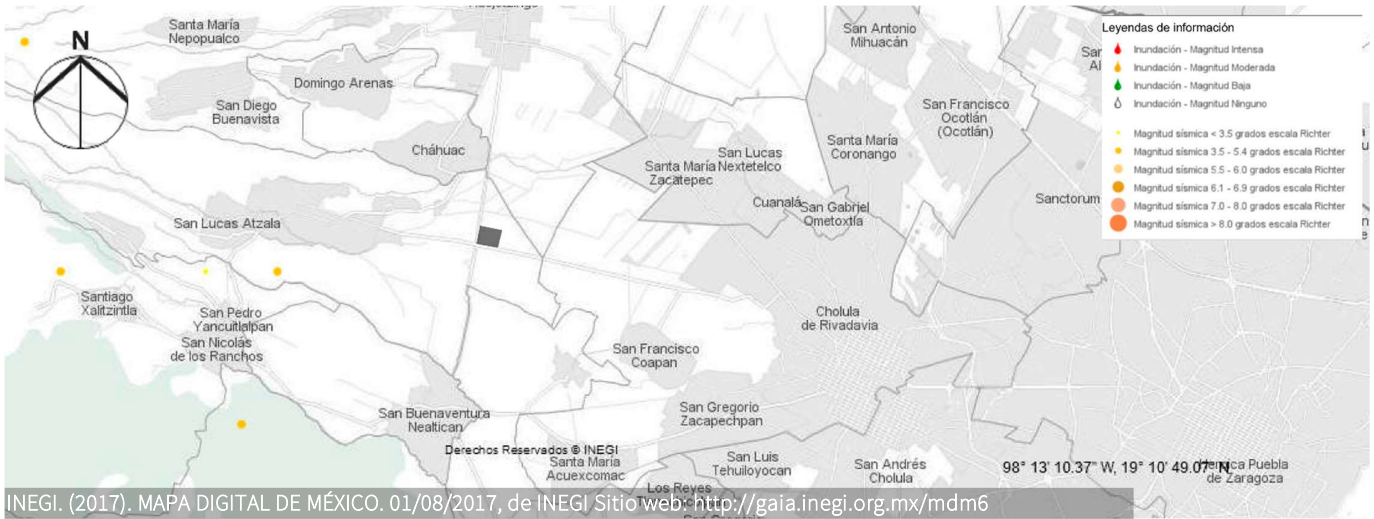 Huejotzingo
Santa María
Nepopualco
N
Domingo Arenas
San Diego
Buenavista
Cháhuac
San Lucas Atzala
Santiago
Xalitzintla
San Pedro
Yancuitlalpan
San Nicolás
de los Ranchos
San Buenaventura
Nealtican
Derechos Reservados © INEGI
Santa María
Acuexcomac
San Antonio
Mihuacán
San Francisco
Ocotlán
(Ocotlán)
Santa María
Coronango
San Lucas
Nextetelco
Santa María
Zacatepec
Cuanalá
San Gabriel
Ometoxtla
Sanctorum
Cholula
de Rivadavia
San Francisco
Coapan
San Gregorio
Zacapechpan
San Luis
Tehuiloyocan
San Andrés
Cholula
Los Reyes
98° 13' 10.37" W, 19° 10' 49.07" N
Puebla
de Zaragoza
Leyendas de información
Inundación - Magnitud Intensa
Inundación - Magnitud Moderada
Inundación - Magnitud Baja
Inundación - Magnitud Ninguno
Magnitud sísmica < 3.5 grados escala Richter
Magnitud sísmica 3.5 - 5.4 grados escala Richter
Magnitud sísmica 5.5 - 6.0 grados escala Richter
Magnitud sísmica 6.1 - 6.9 grados escala Richter
Magnitud sísmica 7.0 - 8.0 grados escala Richter
Magnitud sísmica > 8.0 grados escala Richter
INEGI. (2017). MAPA DIGITAL DE MÉXICO. 01/08/2017, de INEGI Sitio web: http://gaia.inegi.org.mx/mdm6